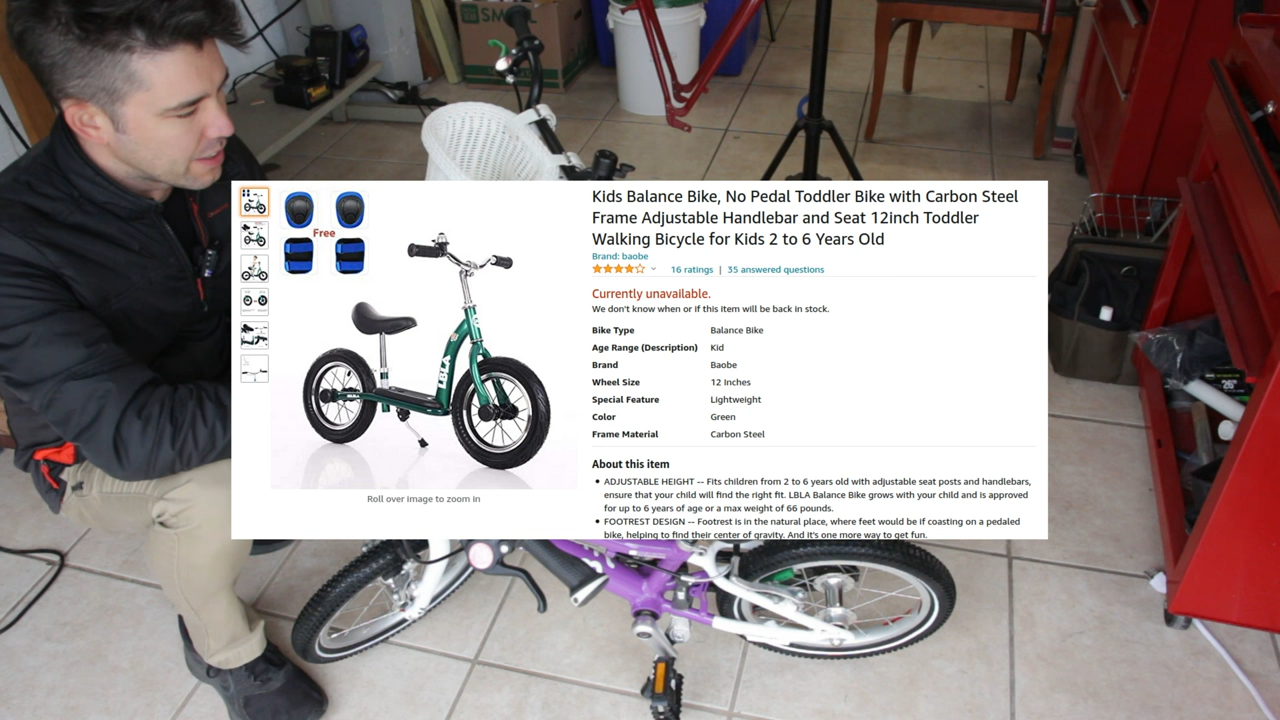 SM
Free
LBLA
Roll over image to zoom in
Kids Balance Bike, No Pedal Toddler Bike with Carbon Steel
Frame Adjustable Handlebar and Seat 12inch Toddler
Walking Bicycle for Kids 2 to 6 Years Old
Brand: baobe
16 ratings | 35 answered questions
Currently unavailable.
We don't know when or if this item will be back in stock.
Bike Type Balance Bike
Age Range (Description) Kid
Brand Baobe
Wheel Size 12 Inches
Special Feature Lightweight
Color Green
Frame Material Carbon Steel
About this item
• ADJUSTABLE HEIGHT -- Fits children from 2 to 6 years old with adjustable seat posts and handlebars,
ensure that your child will find the right fit. LBLA Balance Bike grows with your child and is approved
for up to 6 years of age or a max weight of 66 pounds.
• FOOTREST DESIGN -- Footrest is in the natural place, where feet would be if coasting on a pedaled
bike, helping to find their center of gravity. And it's one more way to get fun.